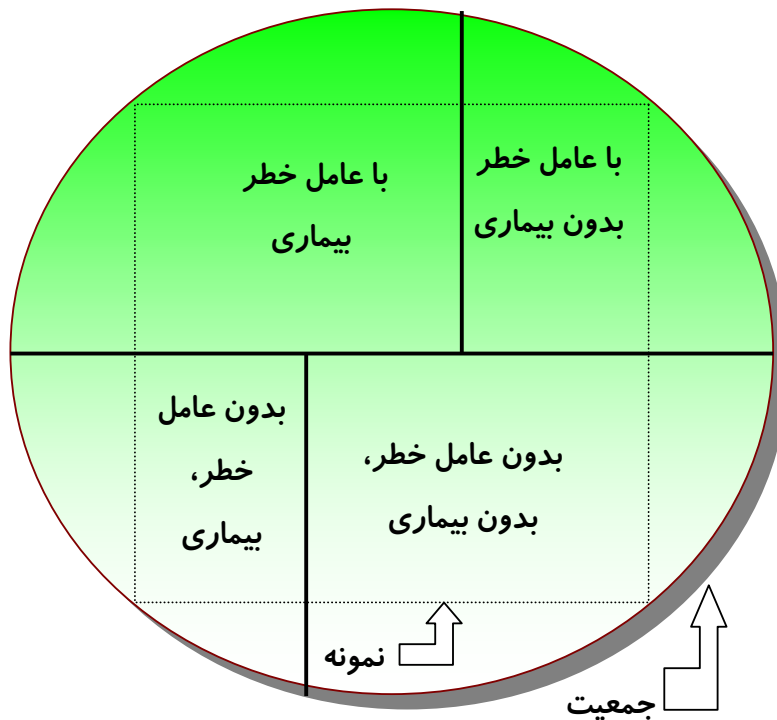 با عامل خطر
بدون بیماری
با عامل خطر
بیماری
بدون عامل خطر،
بدون بیماری
بدون عامل
خطر،
بیماری
نمونه
جمعیت